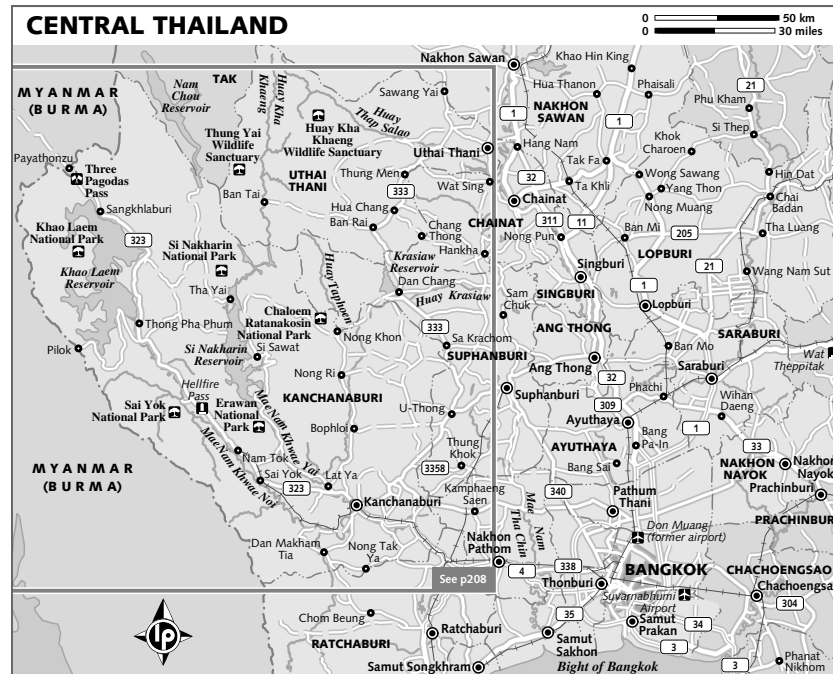 CENTRAL THAILAND
0 50 km
0 30 miles
Nakhon Sawan
Khao Hin King
MYANMAR
(BURMA)
Nam
Chou
Reservoir
TAK
Huay Kha
Khaeng
Sawang Yai
Huay
Thap Salao
Hua Thanon
Phaisali
21
Phu Kham
NAKHON
SAWAN
1
1
Thung Yai
Wildlife
Sanctuary
Huay Kha
Khaeng
Wildlife Sanctuary
Uthai Thani
Hang Nam
Khok
Charoen
Si Thep
Payathonzu
Three
Pagodas
Pass
UTHAI
THANI
Thung Men
32
Tak Fa
Wong Sawang
Hin Dat
333
Wat Sing
Ta Khli
Yang Thon
Ban Tai
Chainat
Nong Muang
Chai
Badan
Sangkhlaburi
Hua Chang
Ban Rai
Chang
Thong
CHAINAT
311
11
Ban Mi
205
Tha Luang
Khao Laem
National Park
323
Si Nakharin
National Park
Hankha
Nong Pun
LOPBURI
Khao Laem
Reservoir
Krasiaw
Reservoir
Dan Chang
21
Wang Nam Sut
Singburi
Tha Yai
Huay Taphoen
Huay Krasiaw
Sam
Chuk
SINGBURI
1
Lopburi
Chaloem
Ratanakosin
National Park
Thong Pha Phum
Nong Khon
333
Sa Krachom
ANG THONG
SARABURI
Pilok
Si Nakharin
Reservoir
Si Sawat
SUPHANBURI
Ang Thong
Ban Mo
Wat
Theppitak
Nong Ri
32
Saraburi
Hellfire
Pass
Suphanburi
Phachi
Sai Yok
National Park
Erawan
National
Park
KANCHANABURI
U-Thong
309
Wihan
Daeng
Mae Nam Khwae Yai
Ayuthaya
1
Bophloi
Bang
Pa-In
33
MYANMAR
(BURMA)
Mae Nam Khwae Noi
Nam Tok
Thung
Khok
AYUTHAYA
NAKHON
NAYOK
Nakhon
Nayok
Sai Yok
Lat Ya
3358
Bang Sai
Prachinburi
323
Kanchanaburi
Kamphaeng
Saen
340
Pathum
Thani
PRACHINBUR
Mae Nam
Tha Chin
Don Muang
(former airport)
Dan Makham
Tia
Nong Tak
Ya
Nakhon
Pathom
338
BANGKOK
CHACHOENGSAO
See p208
4
Thonburi
Chachoengsa
Suvarnabhumi
Airport
304
Chom Beung
35
LP
RATCHABURI
Ratchaburi
Samut
Sakhon
Samut
Prakan
34
Samut Songkhram
3
3
Phanat
Nikhom
Bight of Bangkok